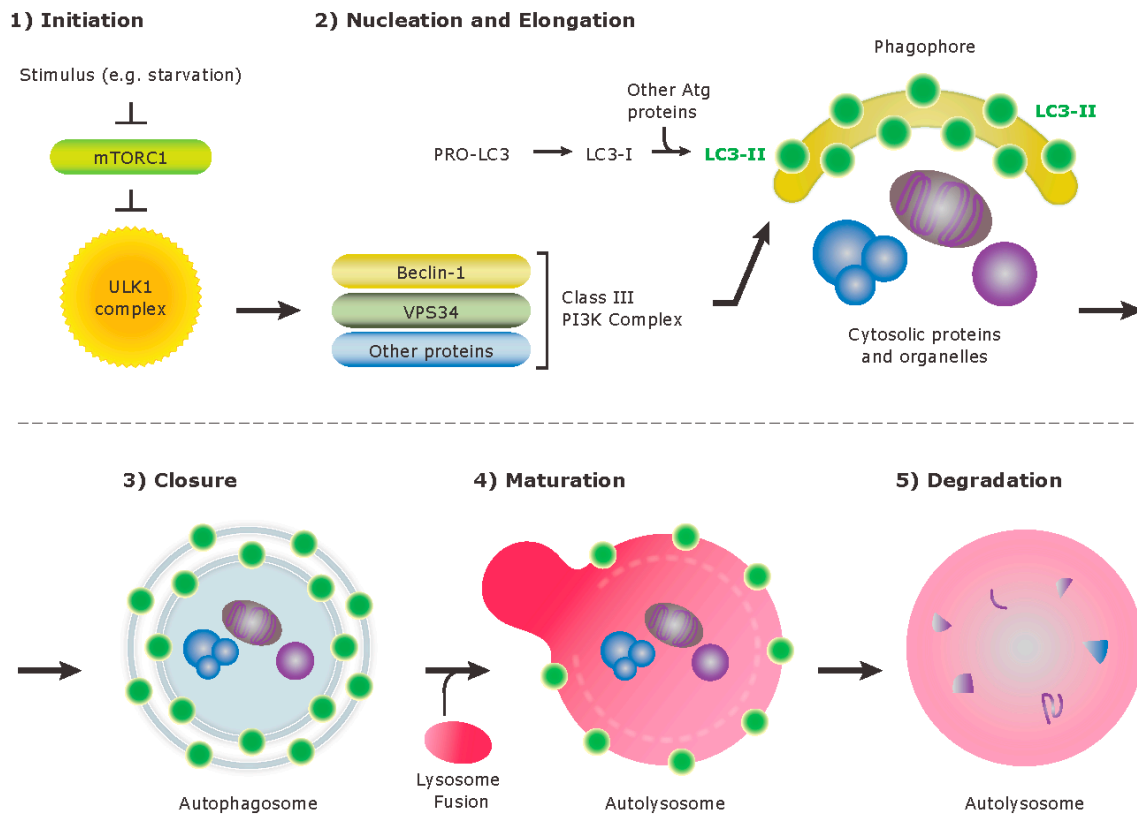 1) Initiation
2) Nucleation and Elongation
Stimulus (e.g. starvation)
mTORC1
ULK1
complex
PRO-LC3
LC3-I
Other Atg
proteins
LC3-II
Phagophore
LC3-II
Beclin-1
VPS34
Other proteins
Class III
PI3K Complex
Cytosolic proteins
and organelles
3) Closure
4) Maturation
5) Degradation
Autophagosome
Lysosome
Fusion
Autolysosome
Autolysosome